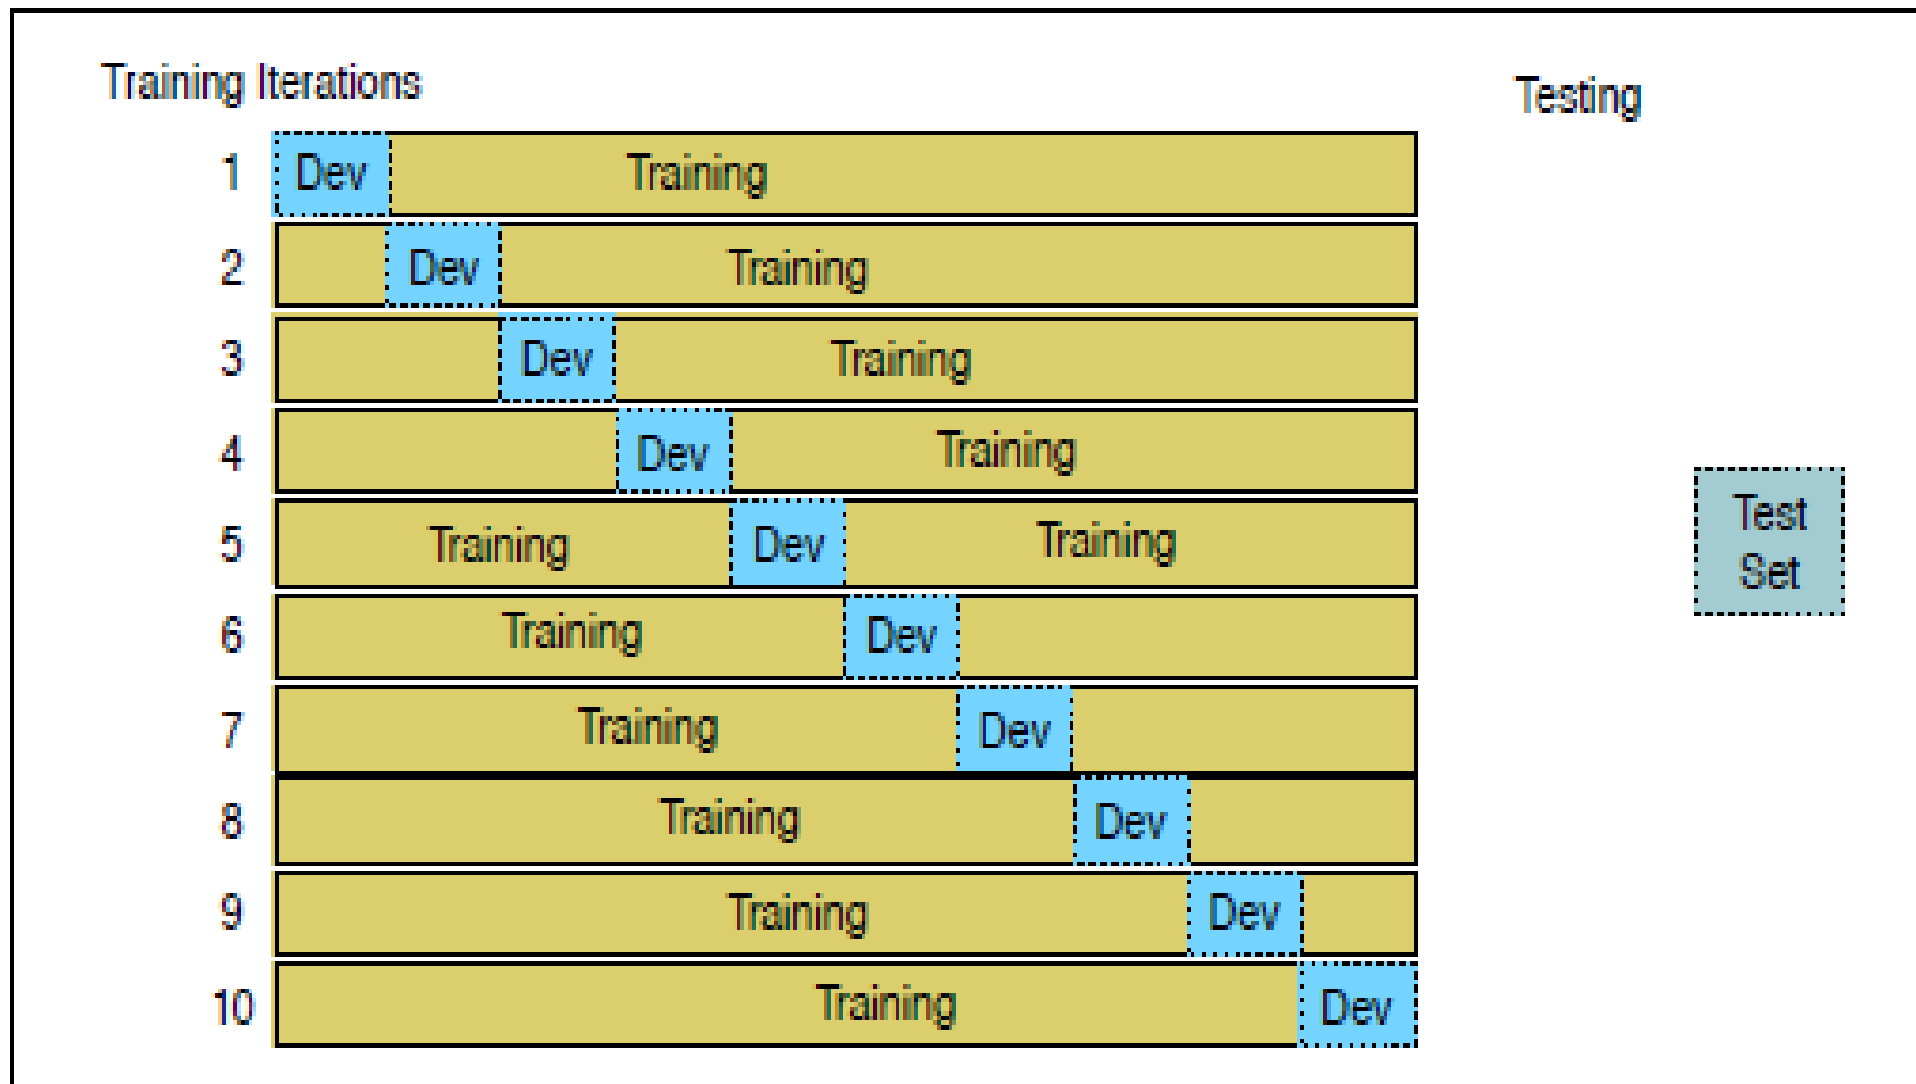 Training Iterations
Testing
1 Dev Training
2 Dev Training
3 Dev Training
4 Dev Training
5 Training Dev Training
6 Training Dev
7 Training Dev
8 Training Dev
9 Training Dev
10 Training Dev
Test
Set